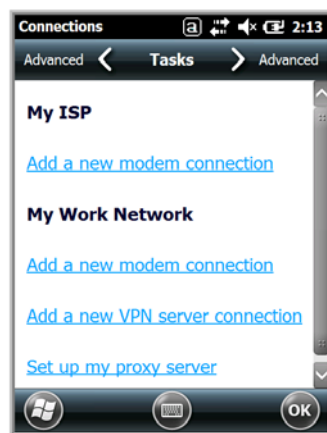 Connections a 2:13
Advanced Tasks Advanced
My ISP
Add a new modem connection
My Work Network
Add a new modem connection
Add a new VPN server connection
Set up my proxy server
OK